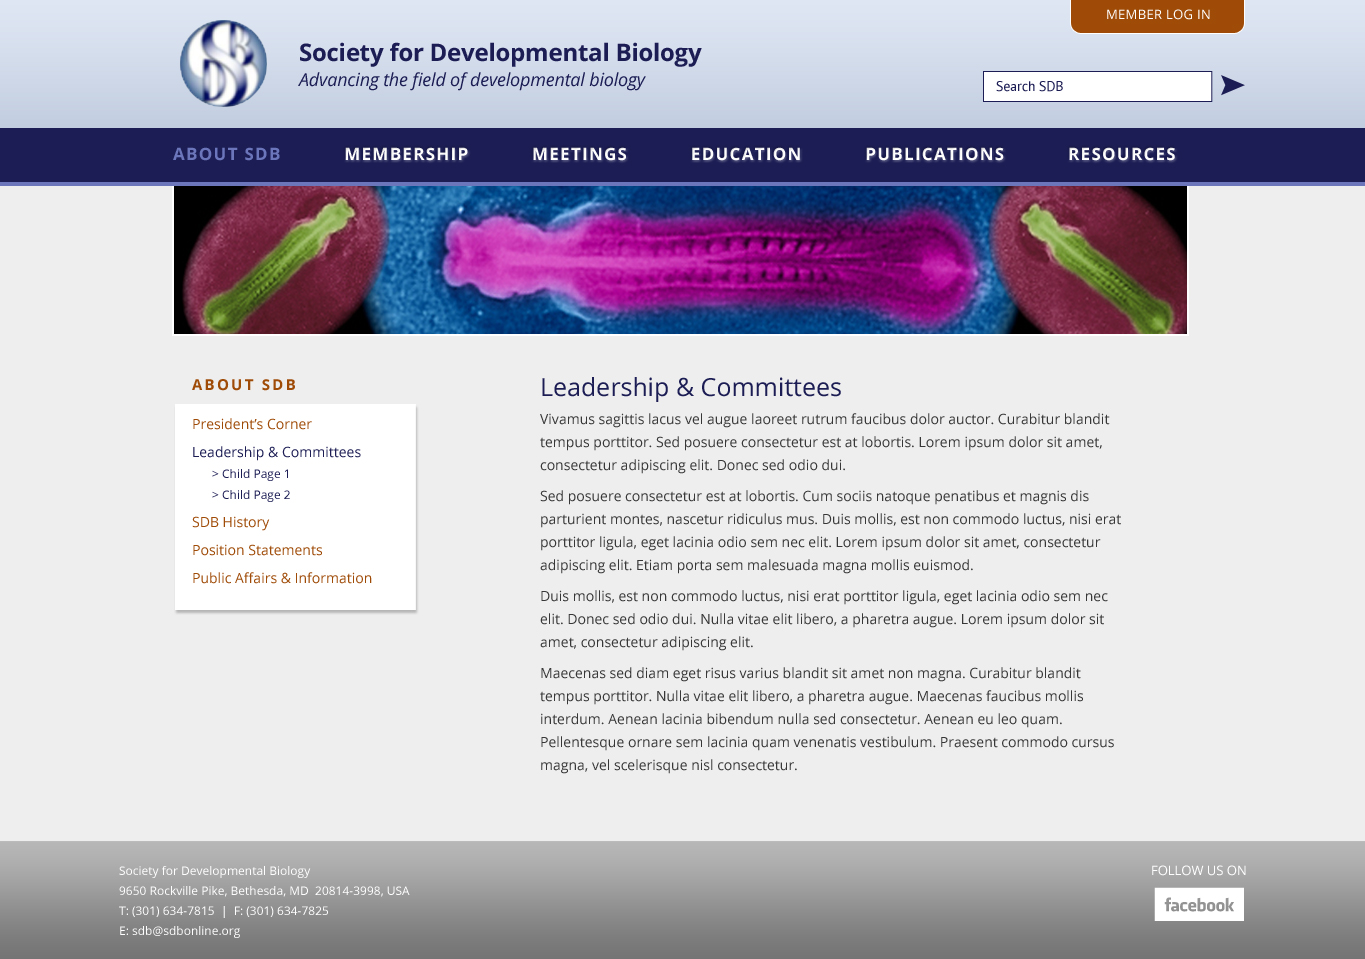 MEMBER LOG IN
SDB
Society for Developmental Biology
Advancing the field of developmental biology
Search SDB
ABOUT SDB MEMBERSHIP MEETINGS EDUCATION PUBLICATIONS RESOURCES
ABOUT SDB
President’s Corner
Leadership & Committees
> Child Page 1
> Child Page 2
SDB History
Position Statements
Public Affairs & Information
Leadership & Committees
Vivamus sagittis lacus vel augue laoreet rutrum faucibus dolor auctor. Curabitur blandit
tempus porttitor. Sed posuere consectetur est at lobortis. Lorem ipsum dolor sit amet,
consectetur adipiscing elit. Donec sed odio dui.
Sed posuere consectetur est at lobortis. Cum sociis natoque penatibus et magnis dis
parturient montes, nascetur ridiculus mus. Duis mollis, est non commodo luctus, nisi erat
porttitor ligula, eget lacinia odio sem nec elit. Lorem ipsum dolor sit amet, consectetur
adipiscing elit. Etiam porta sem malesuada magna mollis euismod.
Duis mollis, est non commodo luctus, nisi erat porttitor ligula, eget lacinia odio sem nec
elit. Donec sed odio dui. Nulla vitae elit libero, a pharetra augue. Lorem ipsum dolor sit
amet, consectetur adipiscing elit.
Maecenas sed diam eget risus varius blandit sit amet non magna. Curabitur blandit
tempus porttitor. Nulla vitae elit libero, a pharetra augue. Maecenas faucibus mollis
interdum. Aenean lacinia bibendum nulla sed consectetur. Aenean eu leo quam.
Pellentesque ornare sem lacinia quam venenatis vestibulum. Praesent commodo cursus
magna, vel scelerisque nisl consectetur.
Society for Developmental Biology
9650 Rockville Pike, Bethesda, MD 20814-3998, USA
T: (301) 634-7815 | F: (301) 634-7825
E: sdb@sdbonline.org
FOLLOW US ON
facebook